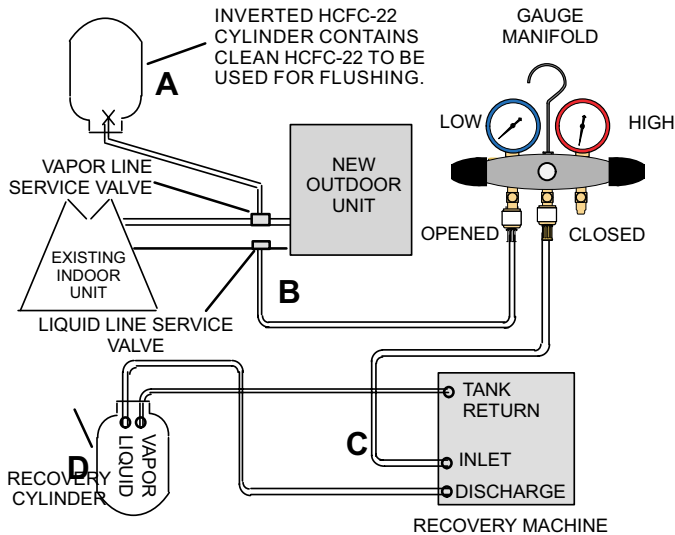 INVERTED HCFC-22
CYLINDER CONTAINS
CLEAN HCFC-22 TO BE
USED FOR FLUSHING.
A
GAUGE
MANIFOLD
LOW
HIGH
VAPOR LINE
SERVICE VALVE
NEW
OUTDOOR
UNIT
EXISTING
INDOOR
UNIT
OPENED
CLOSED
B
LIQUID LINE SERVICE
VALVE
TANK
RETURN
C
INLET
DISCHARGE
D
RECOVERY
CYLINDER
LIQUID
VAPOR
RECOVERY MACHINE